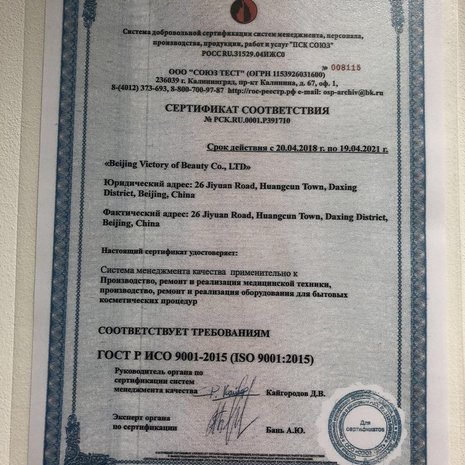 Система добровольной сертификации систем менеджмента, персонала,
производства, продукции, работ и услуг "ПСК СОЮЗ"
РОСС RU.31529.04ИЖС0
№ 008115
ООО "СОЮЗ ТЕСТ" (ОГРН 1153926031600)
236039 г. Калининград, пр-кт Калинина, д. 67, оф. 1,
8-(4012) 373-693, 8-800-700-97-87 http://гос-реестр.рф e-mail: osp-archiv@bk.ru
СЕРТИФИКАТ СООТВЕТСТВИЯ
№ РСК.RU.0001.Р391710
Срок действия с 20.04.2018 г. по 19.04.2021 г.
«Beijing Victory of Beauty Co., LTD»
Юридический адрес: 26 Jiyuan Road, Huangcun Town, Daxing
District, Beijing, China
Фактический адрес: 26 Jiyuan Road, Huangcun Town, Daxing District,
Beijing, China
Настоящий сертификат удостоверяет:
Система менеджмента качества применительно к
Производство, ремонт и реализация медицинской техники,
производство, ремонт и реализация оборудования для бытовых
косметических процедур
СООТВЕТСТВУЕТ ТРЕБОВАНИЯМ
ГОСТ Р ИСО 9001-2015 (ISO 9001:2015)
Руководитель органа по
сертификации систем
менеджмента качества
Кайгородов Д.В.
Эксперт органа
по сертификации
Бань А.Ю.
Для
сертификатов